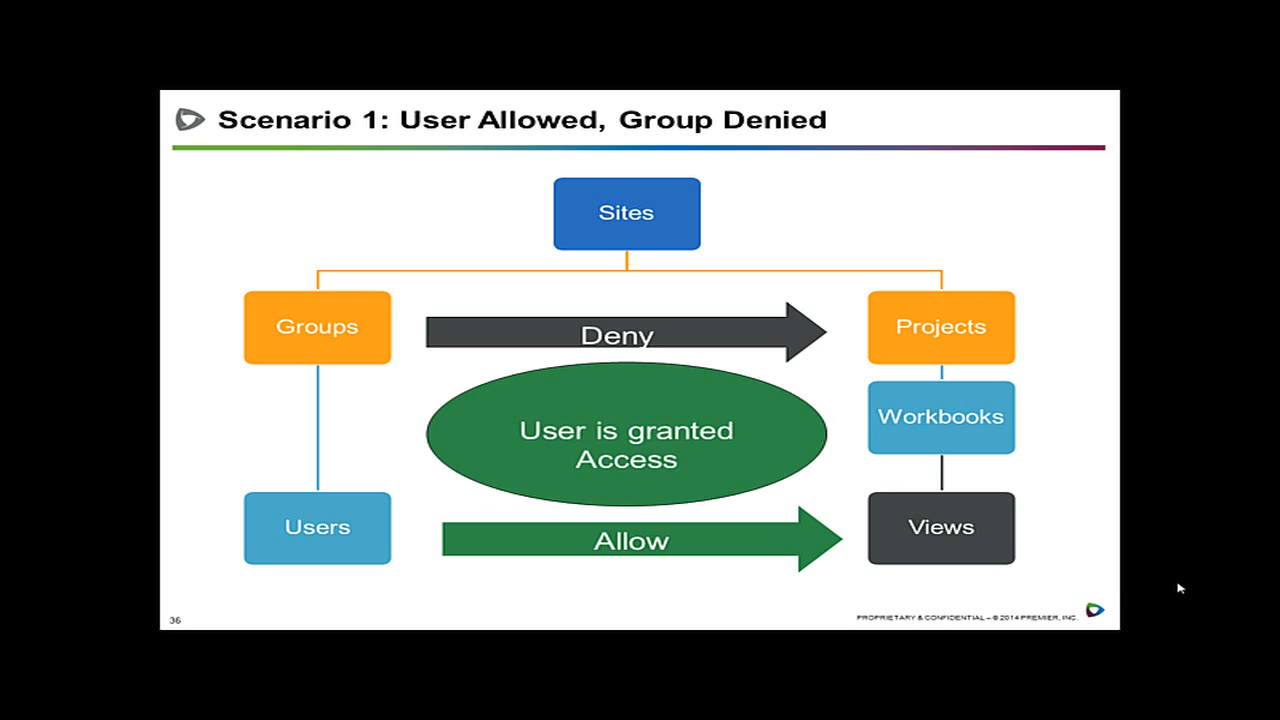 Scenario 1: User Allowed, Group Denied
Sites
Groups
Deny
Projects
User is granted
Access
Workbooks
Users
Allow
Views
36
PROPRIETARY & CONFIDENTIAL – © 2014 PREMIER, INC.